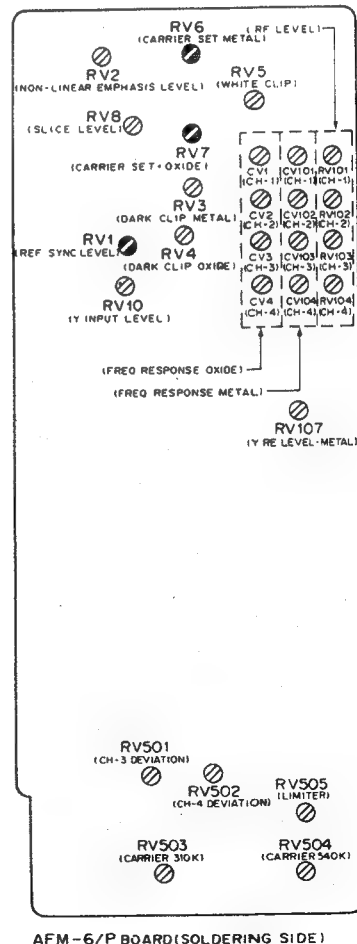 RV6
(CARRIER SET METAL)
(RF LEVEL)
RV2
(NON-LINEAR EMPHASIS LEVEL)
RV5
(WHITE CLIP)
RV8
(SLICE LEVEL)
RV7
(CARRIER SET-OXIDE)
CV1 CV101 RV101
(CH-1) (CH-1) (CH-1)
RV3
(DARK CLIP METAL)
CV2 CV102 RV102
(CH-2) (CH-2) (CH-2)
RV1
(REF SYNC LEVEL)
RV4
(DARK CLIP OXIDE)
CV3 CV103 RV103
(CH-3) (CH-3) (CH-3)
RV10
(Y INPUT LEVEL)
CV4 CV104 RV104
(CH-4) (CH-4) (CH-4)
(FREQ RESPONSE OXIDE)
(FREQ RESPONSE METAL)
RV107
(Y RE LEVEL-METAL)
RV501
(CH-3 DEVIATION)
RV502
(CH-4 DEVIATION)
RV505
(LIMITER)
RV503
(CARRIER 310K)
RV504
(CARRIER 540K)
AFM-6/P BOARD(SOLDERING SIDE)